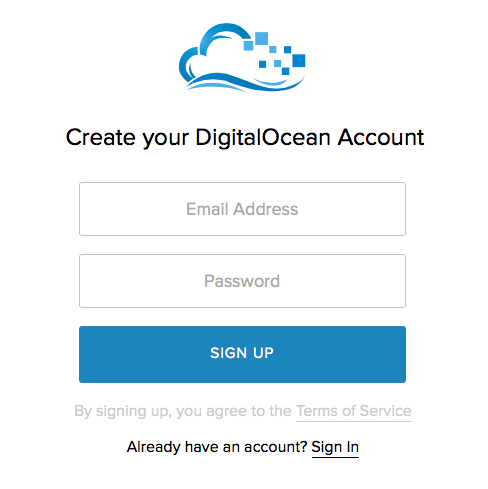 Create your DigitalOcean Account
Email Address
Password
SIGN UP
By signing up, you agree to the Terms of Service
Already have an account? Sign In